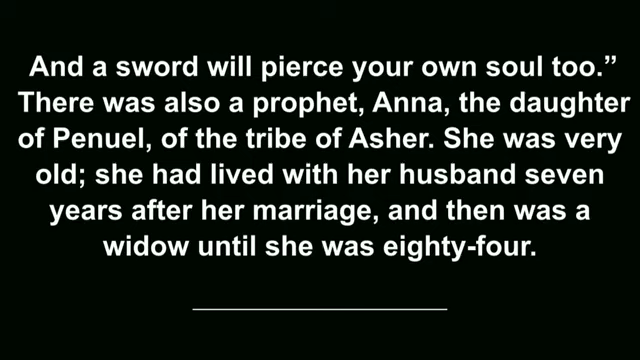 And a sword will pierce your own soul too.”
There was also a prophet, Anna, the daughter
of Penuel, of the tribe of Asher. She was very
old; she had lived with her husband seven
years after her marriage, and then was a
widow until she was eighty-four.